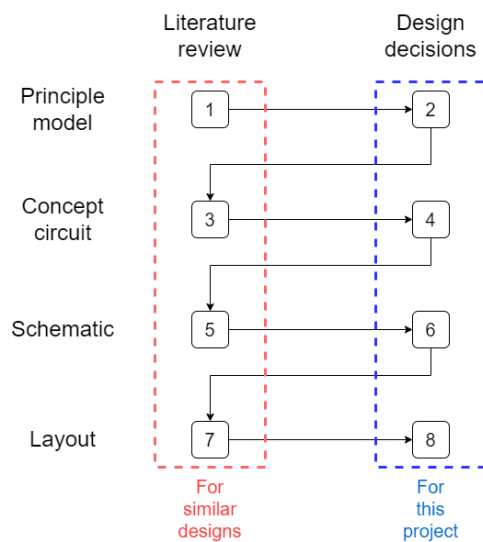 Literature
review
Design
decisions
Principle
model
1
2
Concept
circuit
3
4
Schematic
5
6
Layout
7
8
For
similar
designs
For
this
project